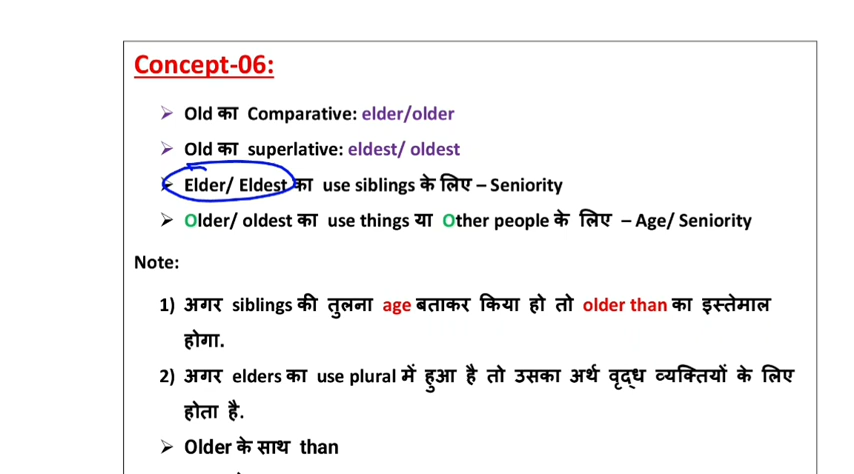 Concept-06:
➢ Old का Comparative: elder/older
➢ Old का superlative: eldest/ oldest
➢ Elder/ Eldest का use siblings के लिए – Seniority
➢ Older/ oldest का use things या Other people के लिए – Age/ Seniority
Note:
1) अगर siblings की तुलना age बताकर किया हो तो older than का इस्तेमाल
होगा.
2) अगर elders का use plural में हुआ है तो उसका अर्थ वृद्ध व्यक्तियों के लिए
होता है.
➢ Older के साथ than